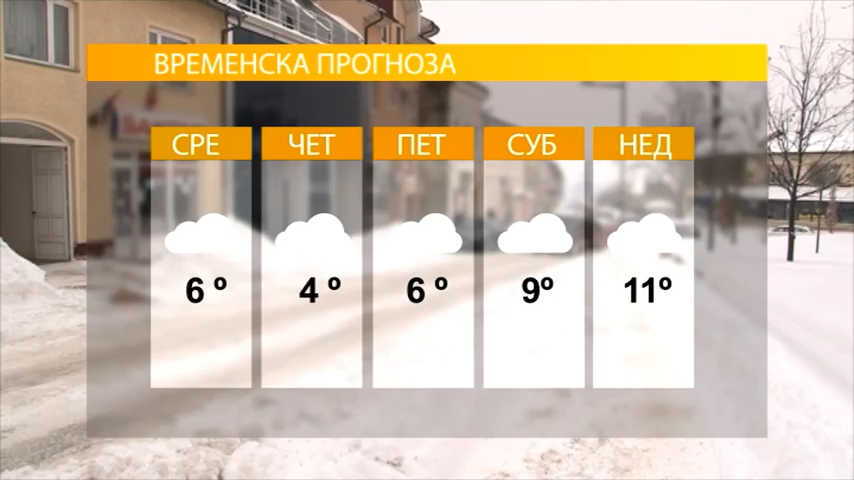 ВРЕМЕНСКА ПРОГНОЗА
СРЕ ЧЕТ ПЕТ СУБ НЕД
6 º 4 º 6 º 9º 11º